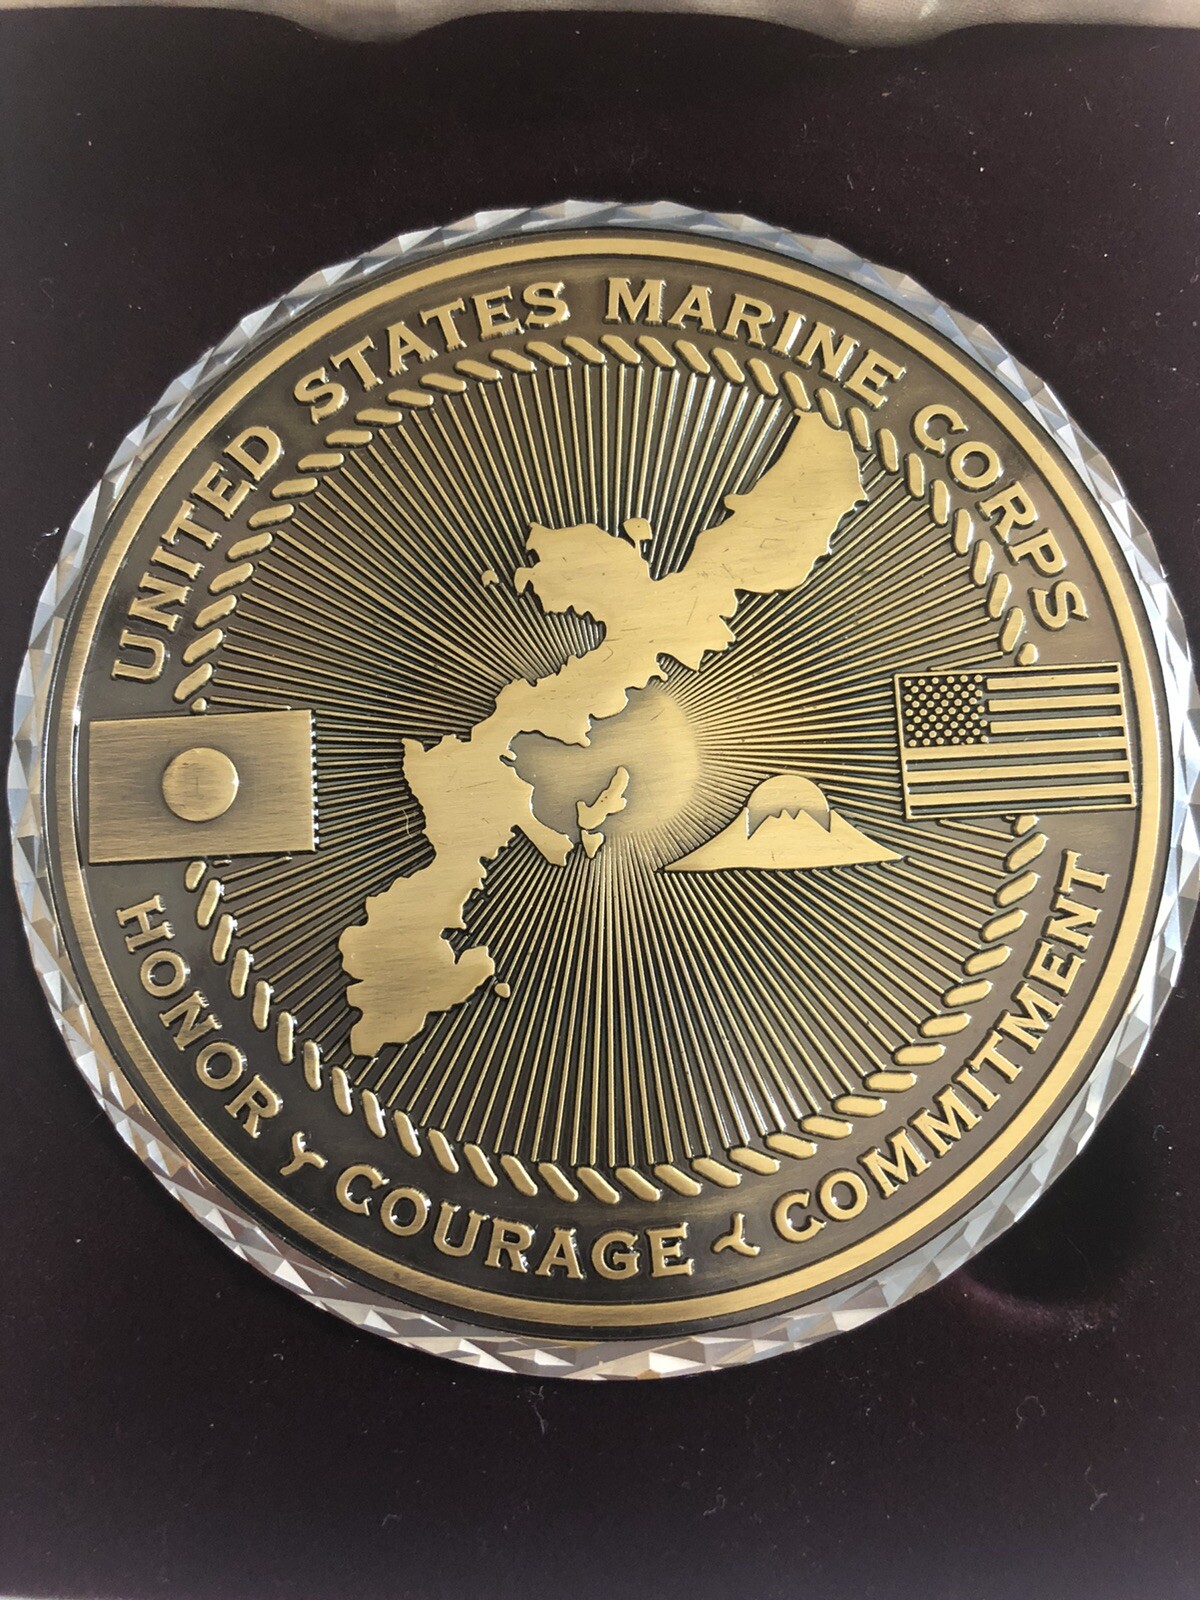 UNITED STATES MARINE CORPS
HONOR COURAGE COMMITMENT